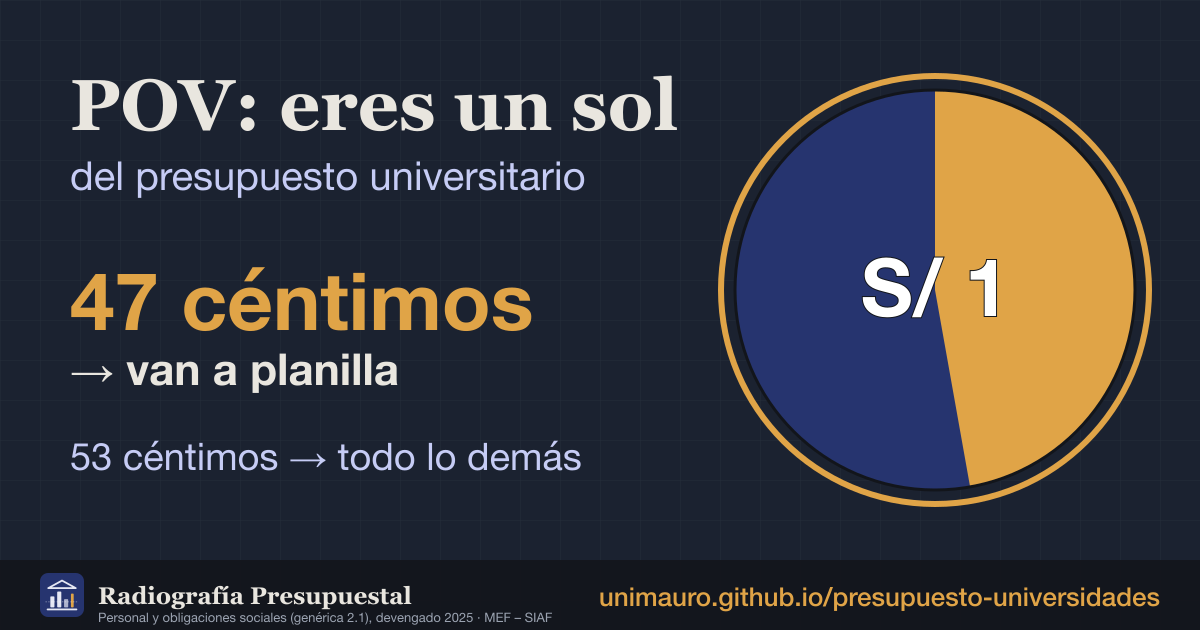 POV: eres un sol
del presupuesto universitario
47 céntimos
→ van a planilla
53 céntimos → todo lo demás
S/ 1
Radiografía Presupuestal
Personal y obligaciones sociales (genérica 2.1), devengado 2025 · MEF – SIAF
unimauro.github.io/presupuesto-universidades